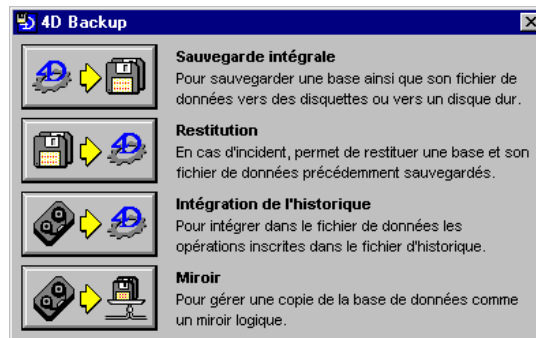 4D Backup
Sauvegarde intégrale
Pour sauvegarder une base ainsi que son fichier de
données vers des disquettes ou vers un disque dur.
Restitution
En cas d'incident, permet de restituer une base et son
fichier de données précédemment sauvegardés.
Intégration de l'historique
Pour intégrer dans le fichier de données les
opérations inscrites dans le fichier d'historique.
Miroir
Pour gérer une copie de la base de données comme
un miroir logique.